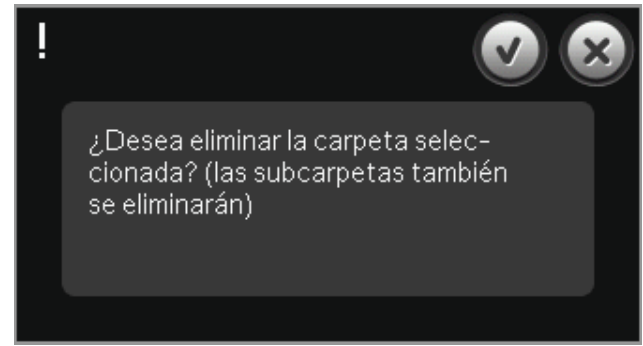 !
¿Desea eliminar la carpeta selec-
cionada? (las subcarpetas también
se eliminarán)